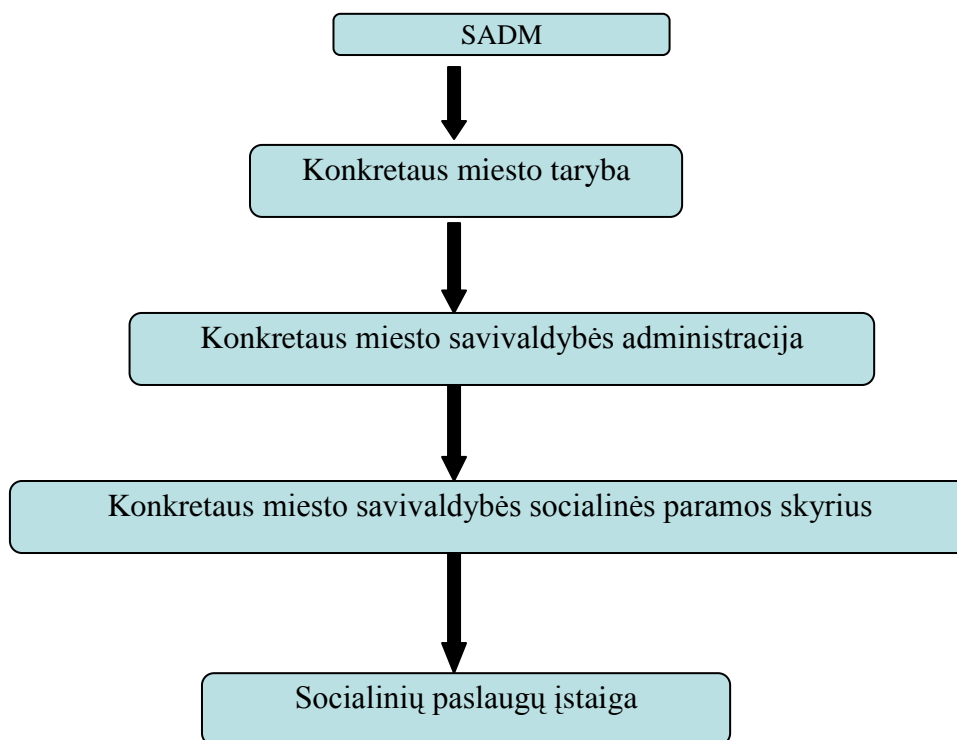 SADM
Konkretaus miesto taryba
Konkretaus miesto savivaldybės administracija
Konkretaus miesto savivaldybės socialinės paramos skyrius
Socialinių paslaugų įstaiga